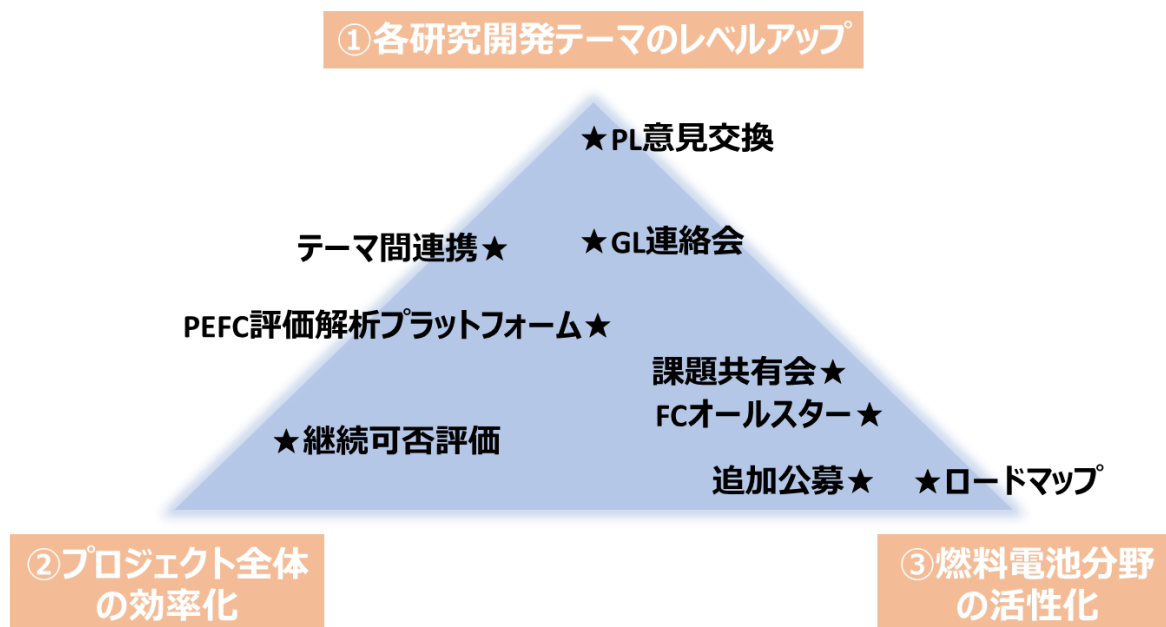 ①各研究開発テーマのレベルアップ
★PL意見交換
テーマ間連携★
★GL連絡会
PEFC評価解析プラットフォーム★
課題共有会★
FCオールスター★
★継続可否評価
追加公募★
★ロードマップ
②プロジェクト全体
の効率化
③燃料電池分野
の活性化